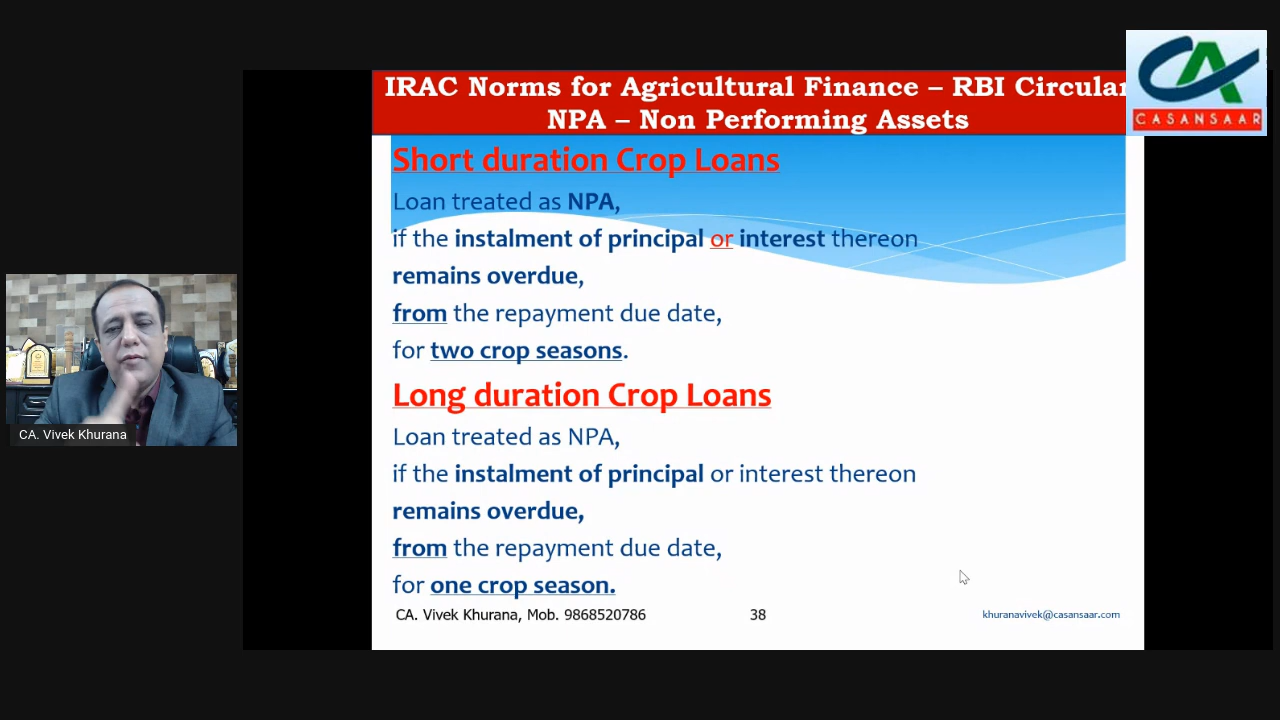 IRAC Norms for Agricultural Finance – RBI Circular
NPA – Non Performing Assets
CASANSAAR
Short duration Crop Loans
Loan treated as NPA,
if the instalment of principal or interest thereon
remains overdue,
from the repayment due date,
for two crop seasons.
Long duration Crop Loans
Loan treated as NPA,
if the instalment of principal or interest thereon
remains overdue,
from the repayment due date,
for one crop season.
CA. Vivek Khurana, Mob. 9868520786
38
khuranavivek@casansaar.com
CA. Vivek Khurana